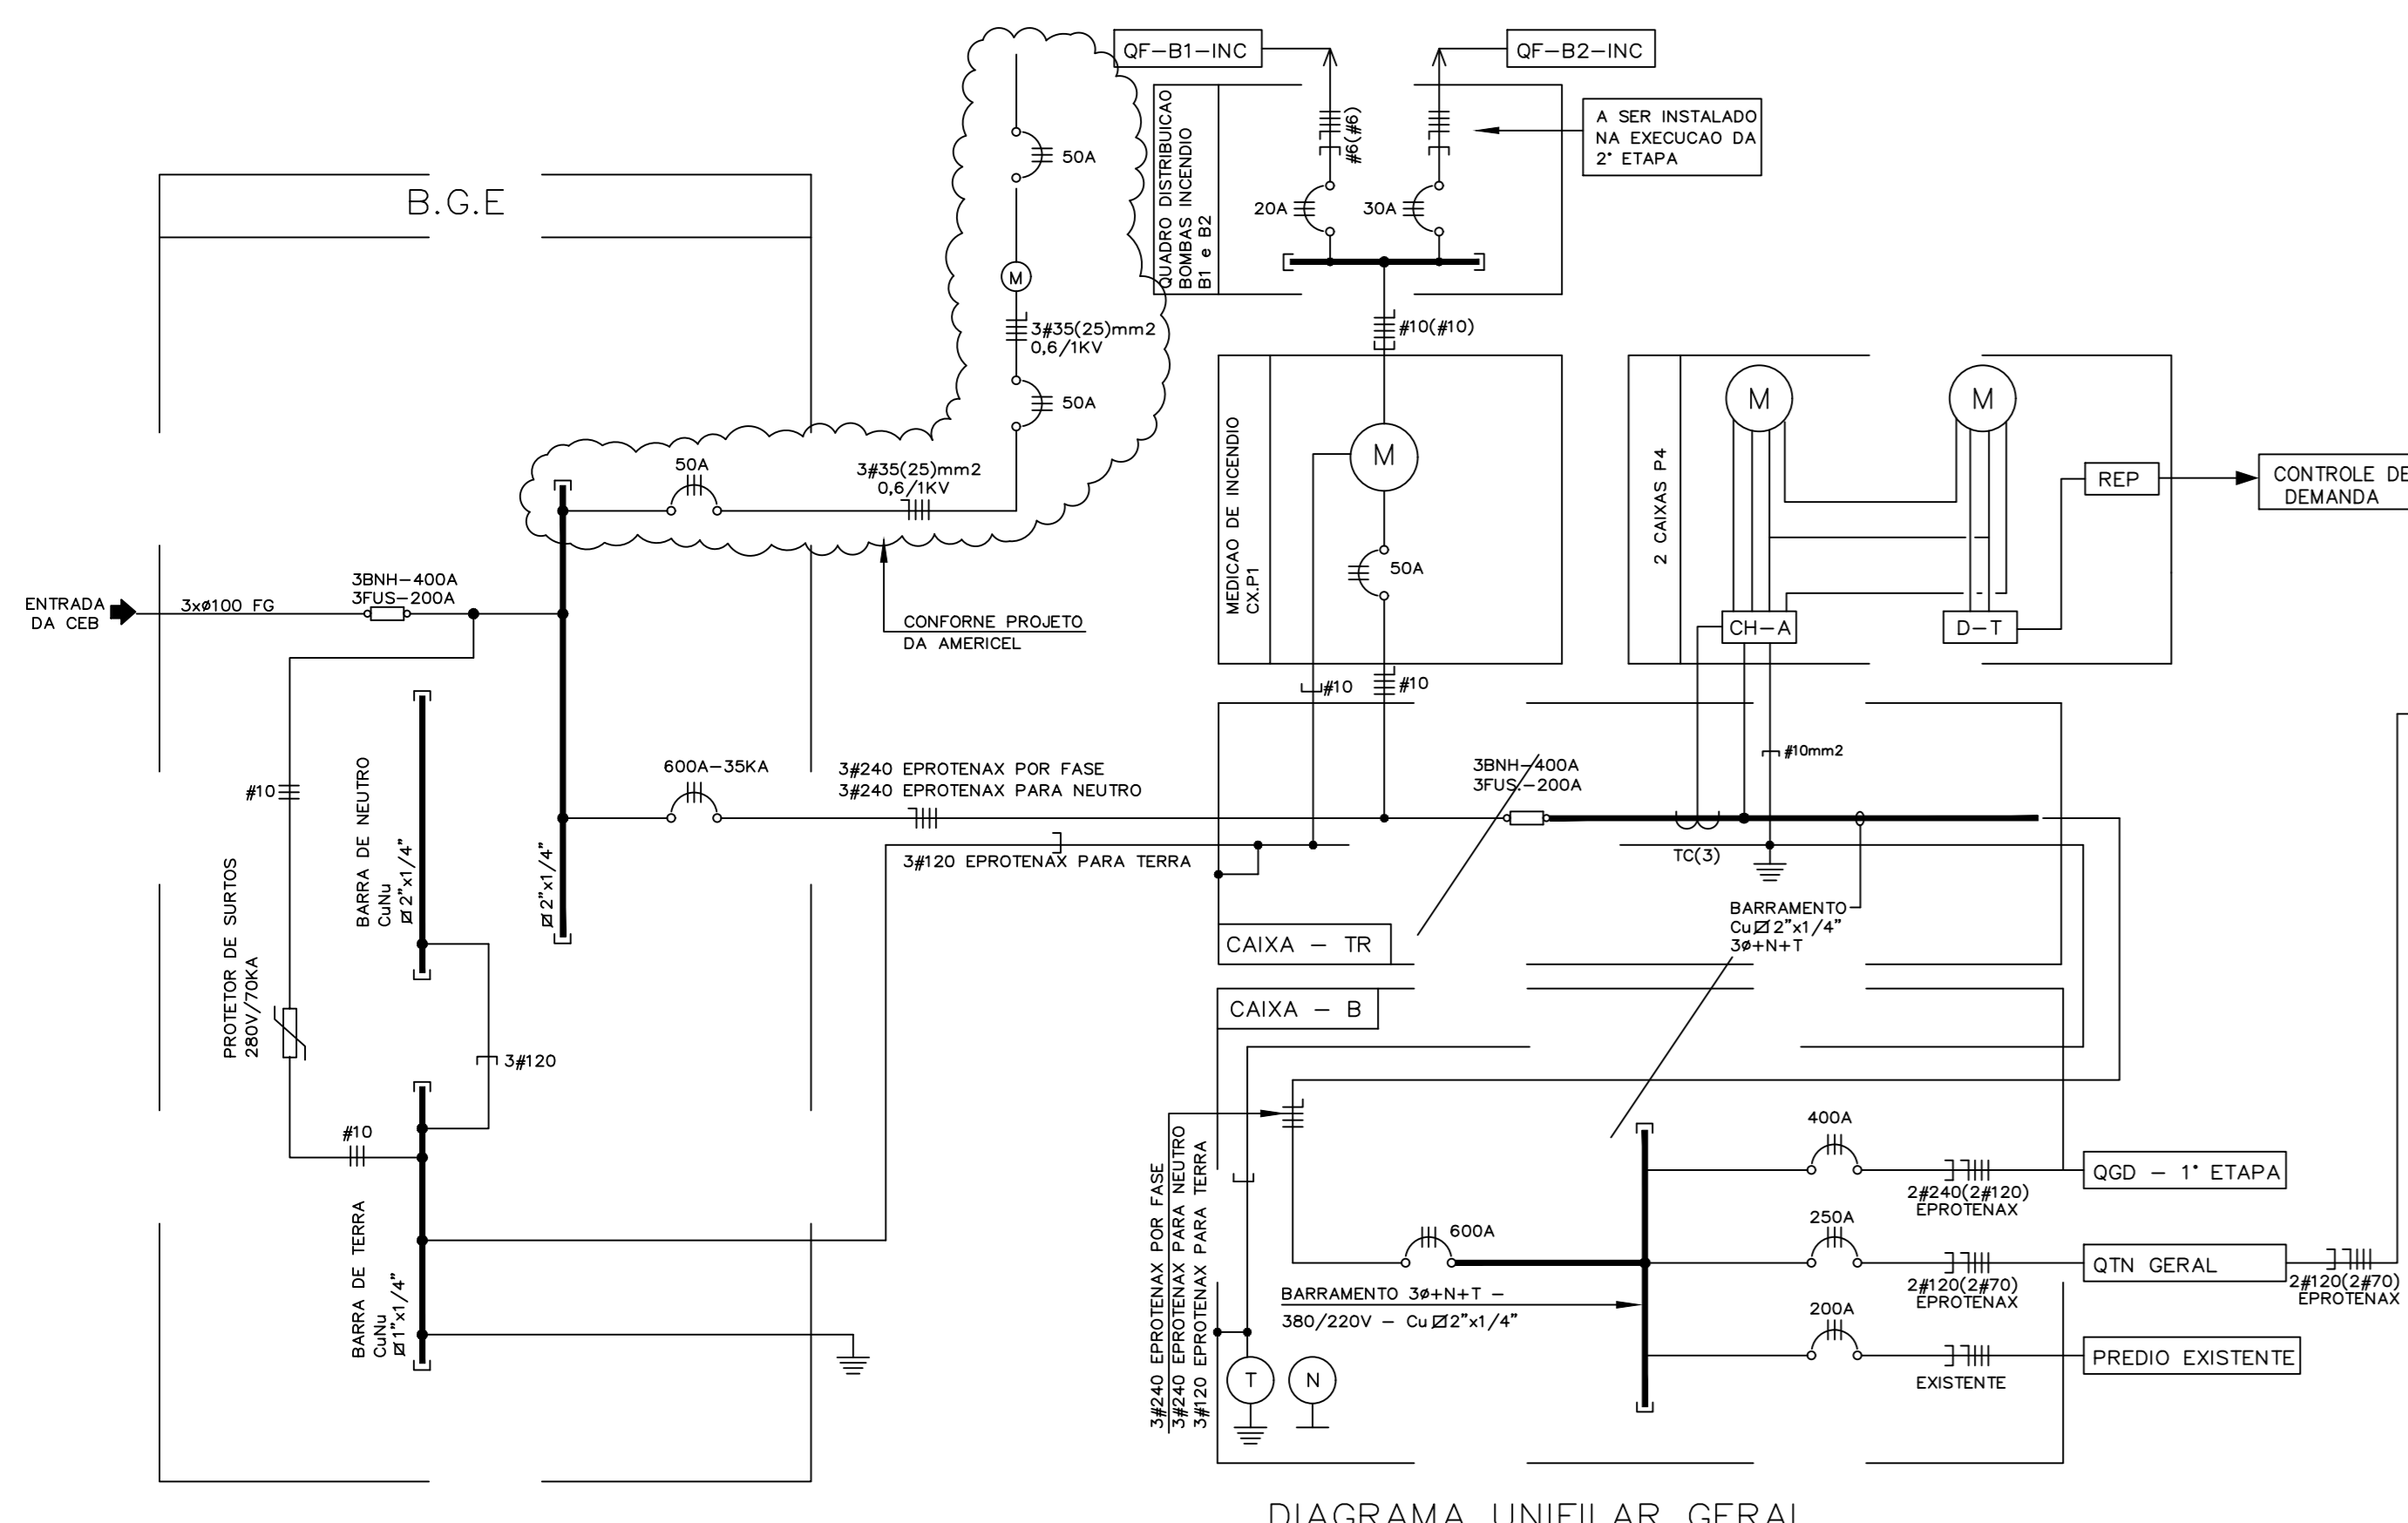 QF-B1-INC
QF-B2-INC
QUADRO DISTRIBUICAO
BOMBAS INCENDIO
B1 e B2
#6(#6)
A SER INSTALADO
NA EXECUCAO DA
2° ETAPA
20A
30A
B.G.E
50A
M
3#35(25)mm2
0,6/1KV
50A
#10(#10)
50A
3#35(25)mm2
0,6/1KV
MEDICAO DE INCENDIO
CX.P1
M
50A
2 CAIXAS P4
M
M
REP
CONTROLE DE
DEMANDA
CH-A
D-T
ENTRADA
DA CEB
3xø100 FG
3BNH-400A
3FUS-200A
CONFORNE PROJETO
DA AMERICEL
#10
#10
#10mm2
#10
BARRA DE NEUTRO
CuNu
2"x1/4"
2"x1/4"
600A-35KA
3#240 EPROTENAX POR FASE
3#240 EPROTENAX PARA NEUTRO
3#120 EPROTENAX PARA TERRA
3BNH-400A
3FUS.-200A
TC(3)
BARRAMENTO
Cu 2"x1/4"
3ø+N+T
CAIXA - TR
PROTETOR DE SURTOS
280V/70KA
3#120
#10
BARRA DE TERRA
CuNu
1"x1/4"
CAIXA - B
3#240 EPROTENAX POR FASE
3#240 EPROTENAX PARA NEUTRO
3#120 EPROTENAX PARA TERRA
600A
BARRAMENTO 3ø+N+T -
380/220V - Cu 2"x1/4"
T
N
400A
2#240(2#120)
EPROTENAX
QGD - 1° ETAPA
250A
2#120(2#70)
EPROTENAX
QTN GERAL
2#120(2#70)
EPROTENAX
200A
EXISTENTE
PREDIO EXISTENTE
DIAGRAMA UNIFILAR GERAL